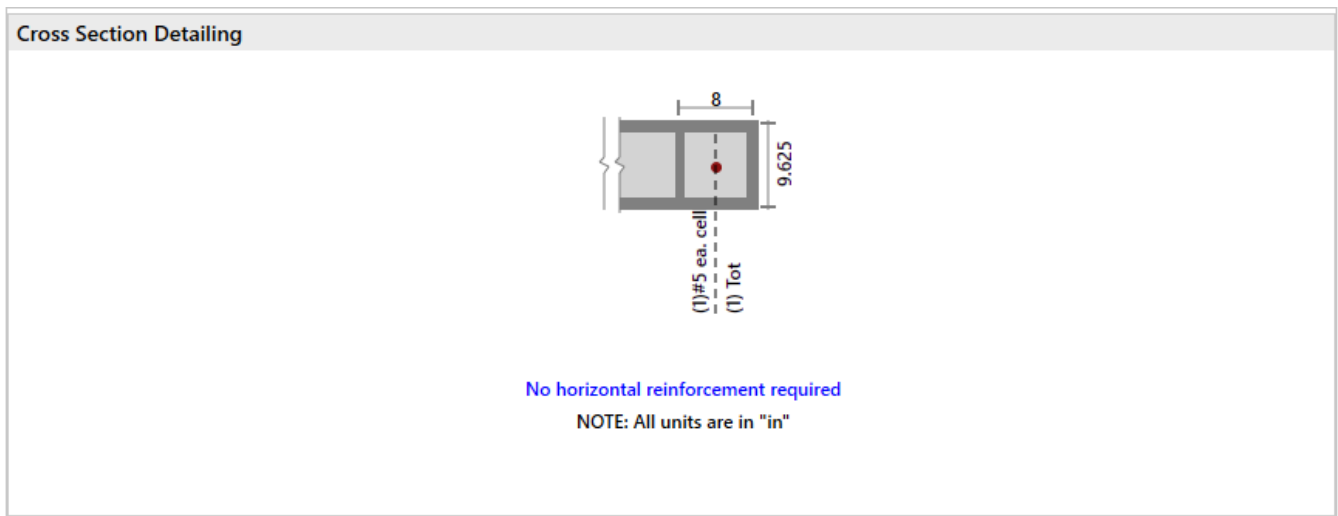 Cross Section Detailing
8
9.625
(1)#5 ea. cell
(1) Tot
No horizontal reinforcement required
NOTE: All units are in "in"